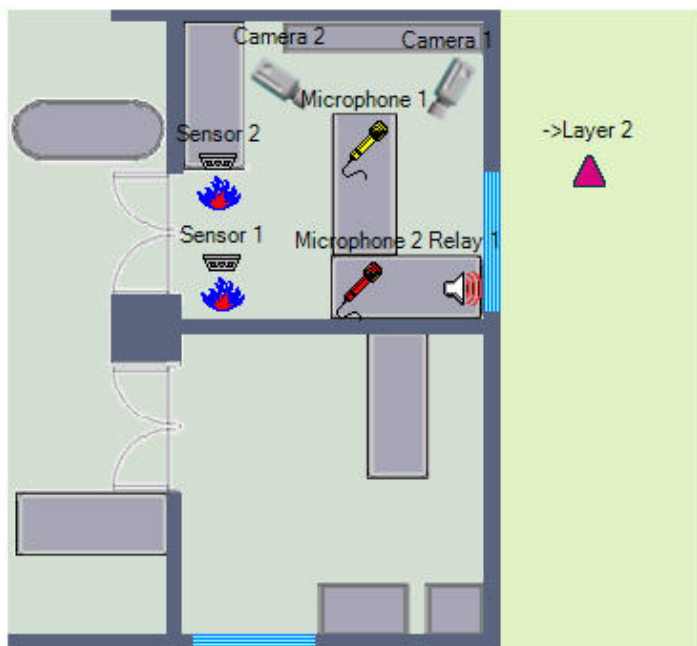 Camera 2
Camera 1
Microphone 1
->Layer 2
Sensor 2
Sensor 1
Microphone 2
Relay 1